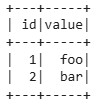 +---+-----+
| id|value|
+---+-----+
|  1|  foo|
|  2|  bar|
+---+-----+